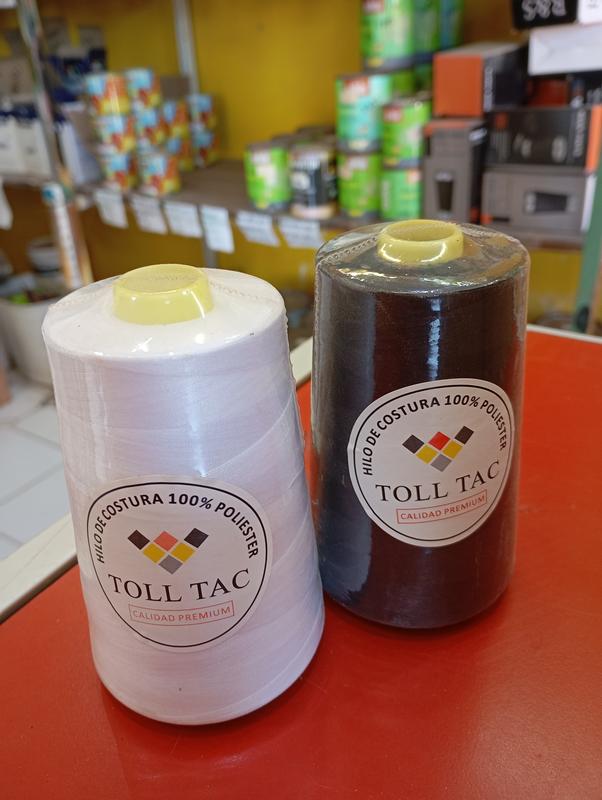 HILO DE COSTURA 100% POLIESTER
TOLL TAC
CALIDAD PREMIUM
HILO DE COSTURA 100% POLIESTER
TOLL TAC
CALIDAD PREMIUM